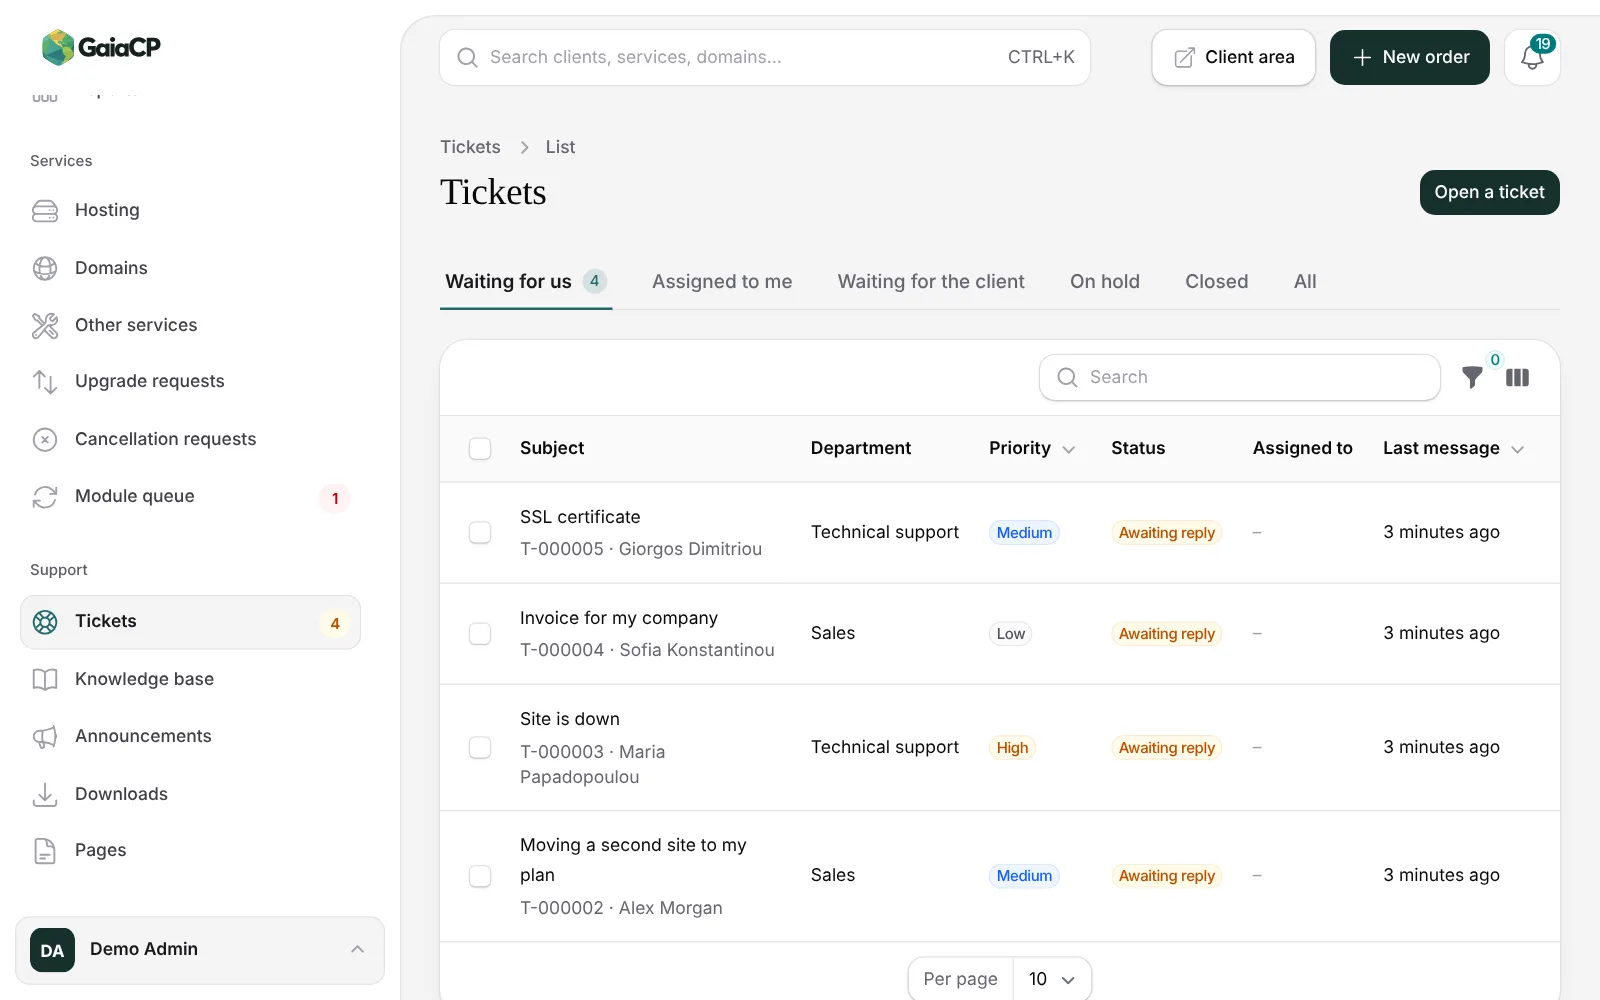 GaiaCP
Search clients, services, domains...
CTRL+K
Client area
New order
19
Services
Hosting
Domains
Other services
Upgrade requests
Cancellation requests
Module queue
1
Support
Tickets
4
Knowledge base
Announcements
Downloads
Pages
DA
Demo Admin
Tickets
List
Tickets
Open a ticket
Waiting for us
4
Assigned to me
Waiting for the client
On hold
Closed
All
Search
0
Subject
Department
Priority
Status
Assigned to
Last message
SSL certificate
T-000005 · Giorgos Dimitriou
Technical support
Medium
Awaiting reply
–
3 minutes ago
Invoice for my company
T-000004 · Sofia Konstantinou
Sales
Low
Awaiting reply
–
3 minutes ago
Site is down
T-000003 · Maria
Papadopoulou
Technical support
High
Awaiting reply
–
3 minutes ago
Moving a second site to my
plan
T-000002 · Alex Morgan
Sales
Medium
Awaiting reply
–
3 minutes ago
Per page
10